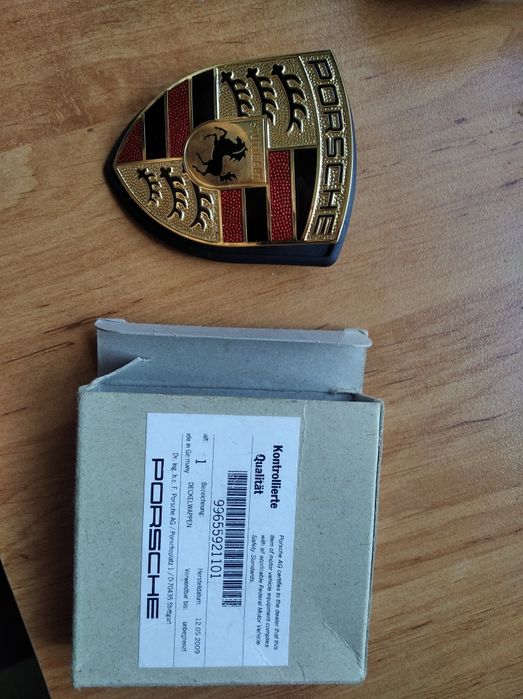 PORSCHE
STUTTGART
Kontrollierte
Qualität
Porsche AG certifies to the dealer that this
item of motor vehicle equipment complies
with all applicable Federal Motor Vehicle
Safety Standards.
99655921101
1
Bezeichnung:
DECKELWAPPEN
Herstelldatum:
12.05.2009
Verwendbar bis:
unbegrenzt
de in Germany
PORSCHE
Dr. Ing. h.c. F. Porsche AG / Porscheplatz 1 / D-70435 Stuttgart